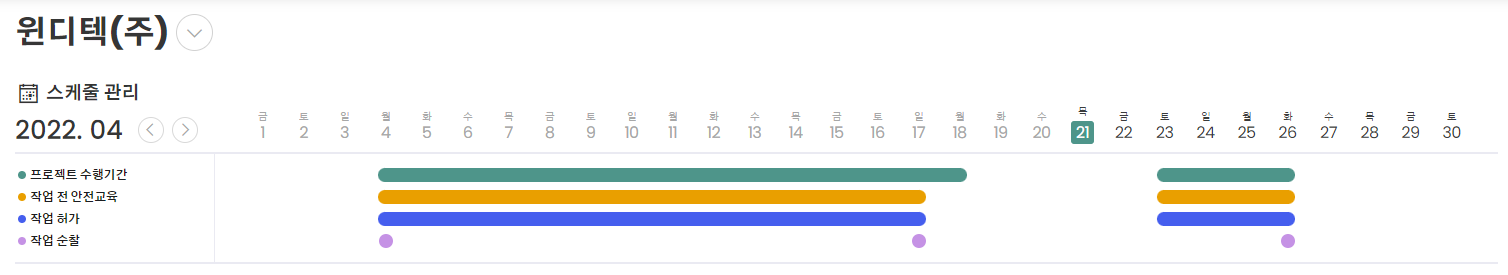 윈디텍(주)
스케줄 관리
2022. 04
금 토 일 월 화 수 목 금 토 일 월 화 수 목 금 토 일 월 화 수 목 금 토 일 월 화 수 목 금 토
1 2 3 4 5 6 7 8 9 10 11 12 13 14 15 16 17 18 19 20 21 22 23 24 25 26 27 28 29 30
프로젝트 수행기간
작업 전 안전교육
작업 허가
작업 순찰